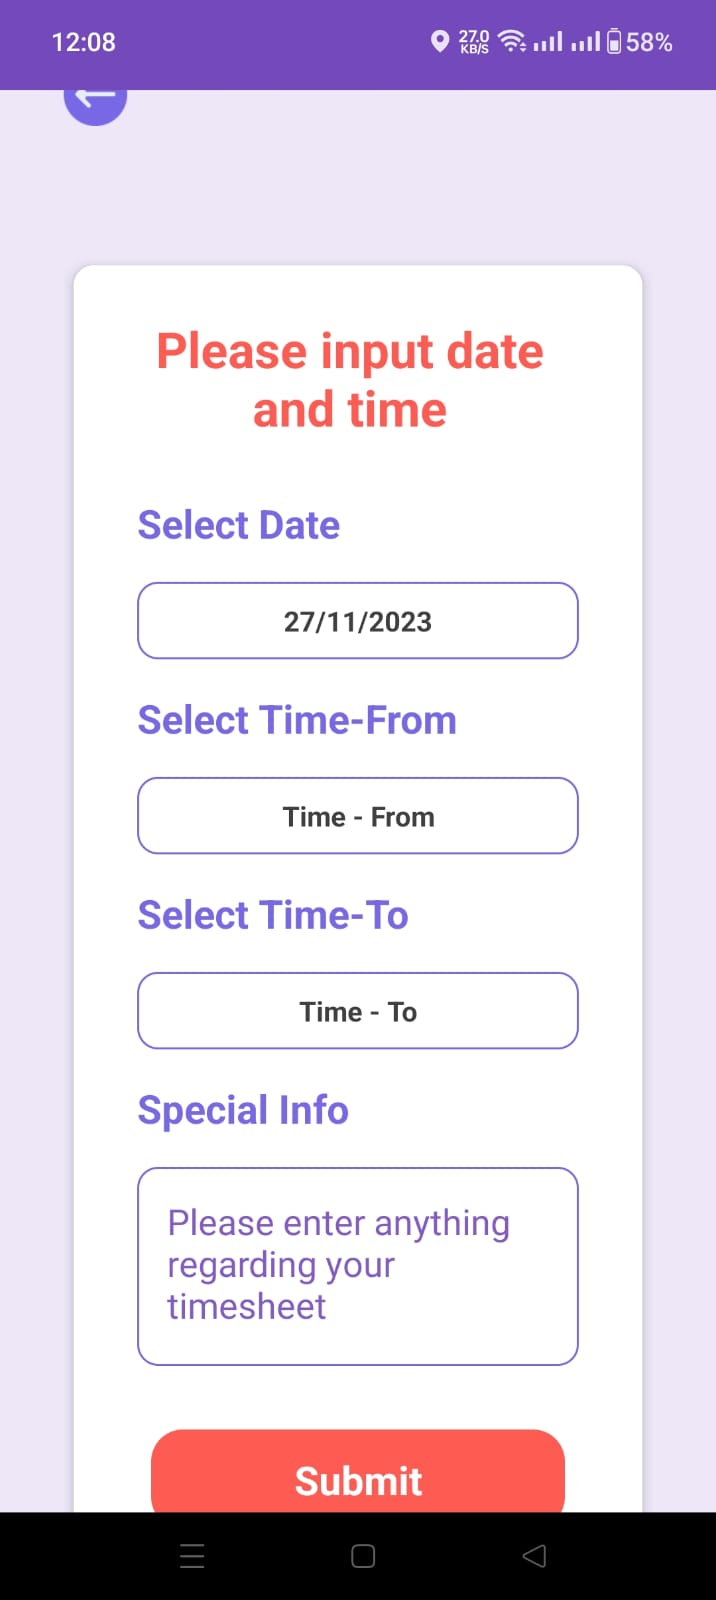 12:08
27.0
KB/S
58%
Please input date
and time
Select Date
27/11/2023
Select Time-From
Time - From
Select Time-To
Time - To
Special Info
Please enter anything
regarding your
timesheet
Submit